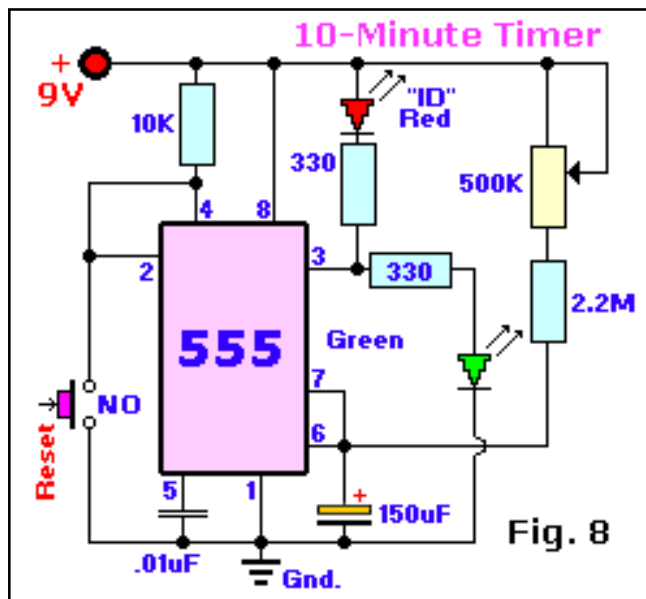 10-Minute Timer
+
9V
10K
"ID"
Red
330
500K
4
8
2
3
330
2.2M
555
Green
7
NO
6
Reset
5
1
+
150uF
.01uF
Gnd.
Fig. 8